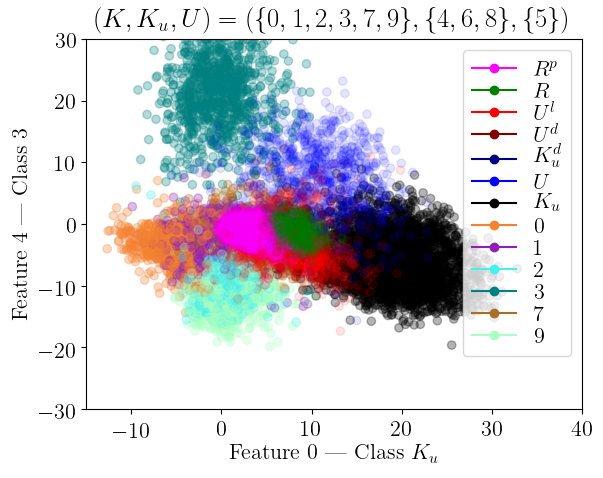 (K, K_u, U) = ({0, 1, 2, 3, 7, 9}, {4, 6, 8}, {5})
30
20
10
0
−10
−20
−30
Feature 4 — Class 3
R^p
R
U^l
U^d
K_u^d
U
K_u
0
1
2
3
7
9
−10
0
10
20
30
40
Feature 0 — Class K_u